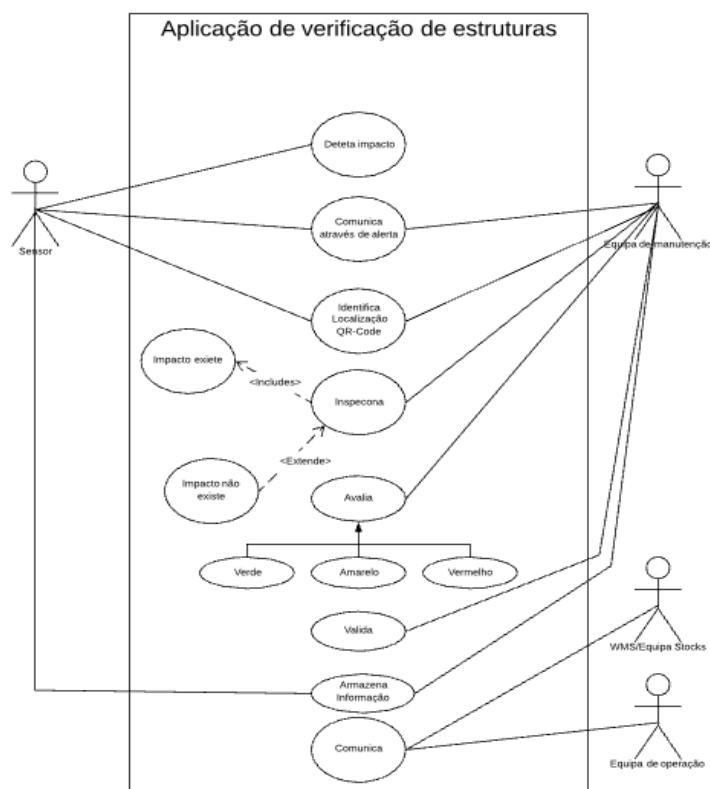 Aplicação de verificação de estruturas
Deteta impacto
Sensor
Comunica
através de alerta
Equipa de manutenção
Identifica
Localização
QR-Code
Impacto exiete
<Includes>
Inspecona
<Extende>
Impacto não
existe
Avalia
Verde
Amarelo
Vermelho
Valida
WMS/Equipa Stocks
Armazena
Informação
Comunica
Equipa de operação